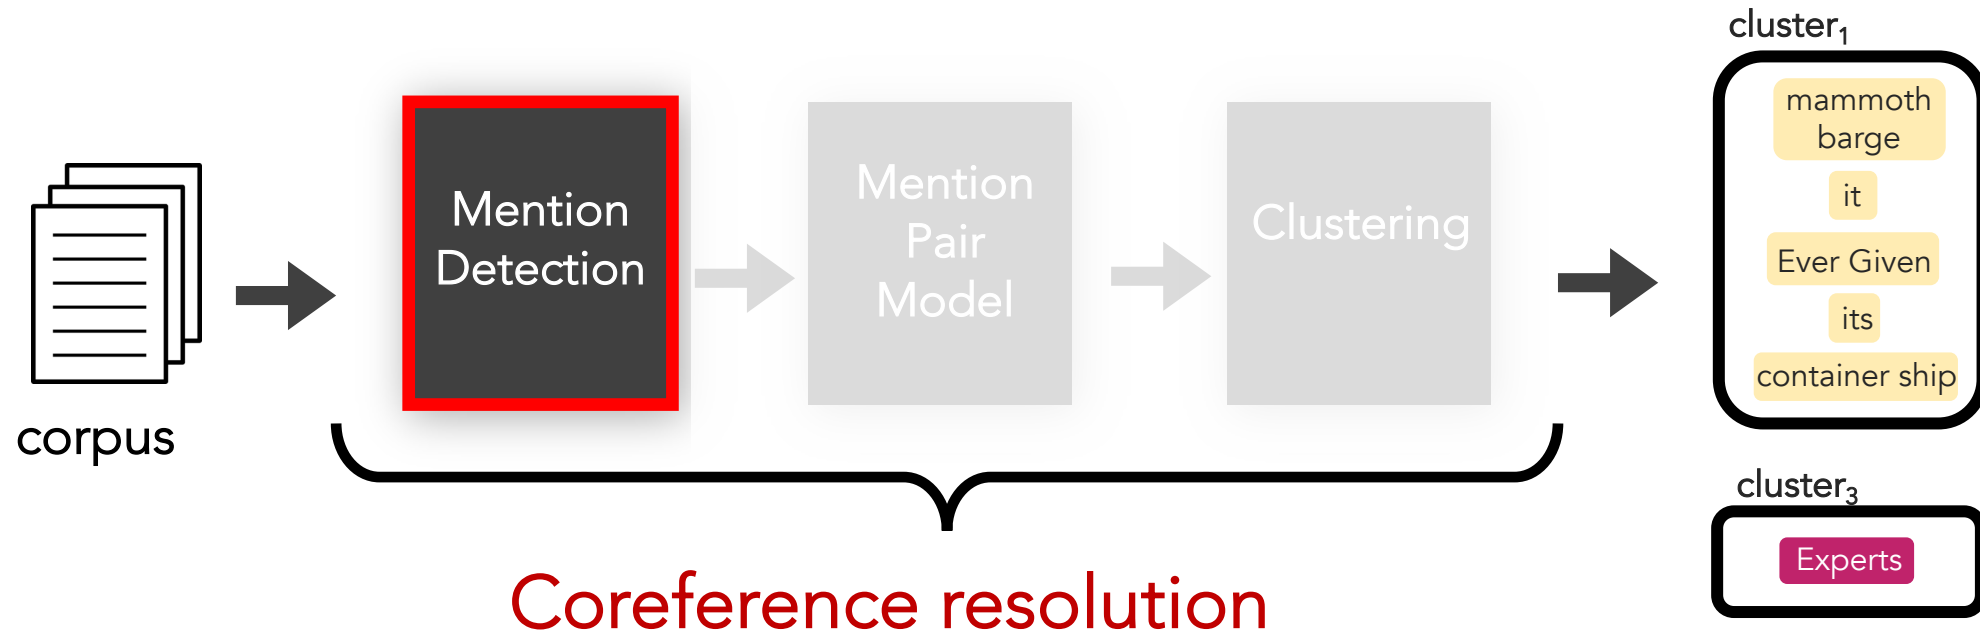 corpus
Mention
Detection
Mention
Pair
Model
Clustering
Coreference resolution
cluster₁
mammoth
barge
it
Ever Given
its
container ship
cluster₃
Experts